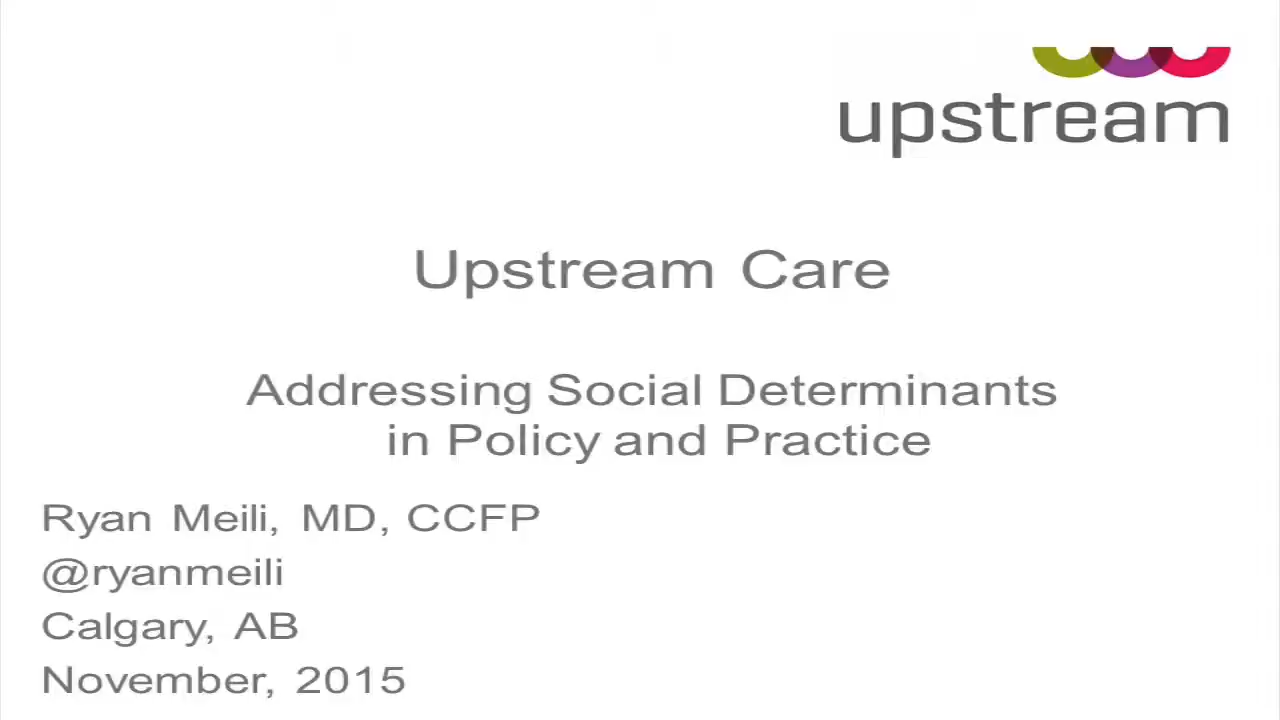 upstream
Upstream Care
Addressing Social Determinants
in Policy and Practice
Ryan Meili, MD, CCFP
@ryanmeili
Calgary, AB
November, 2015